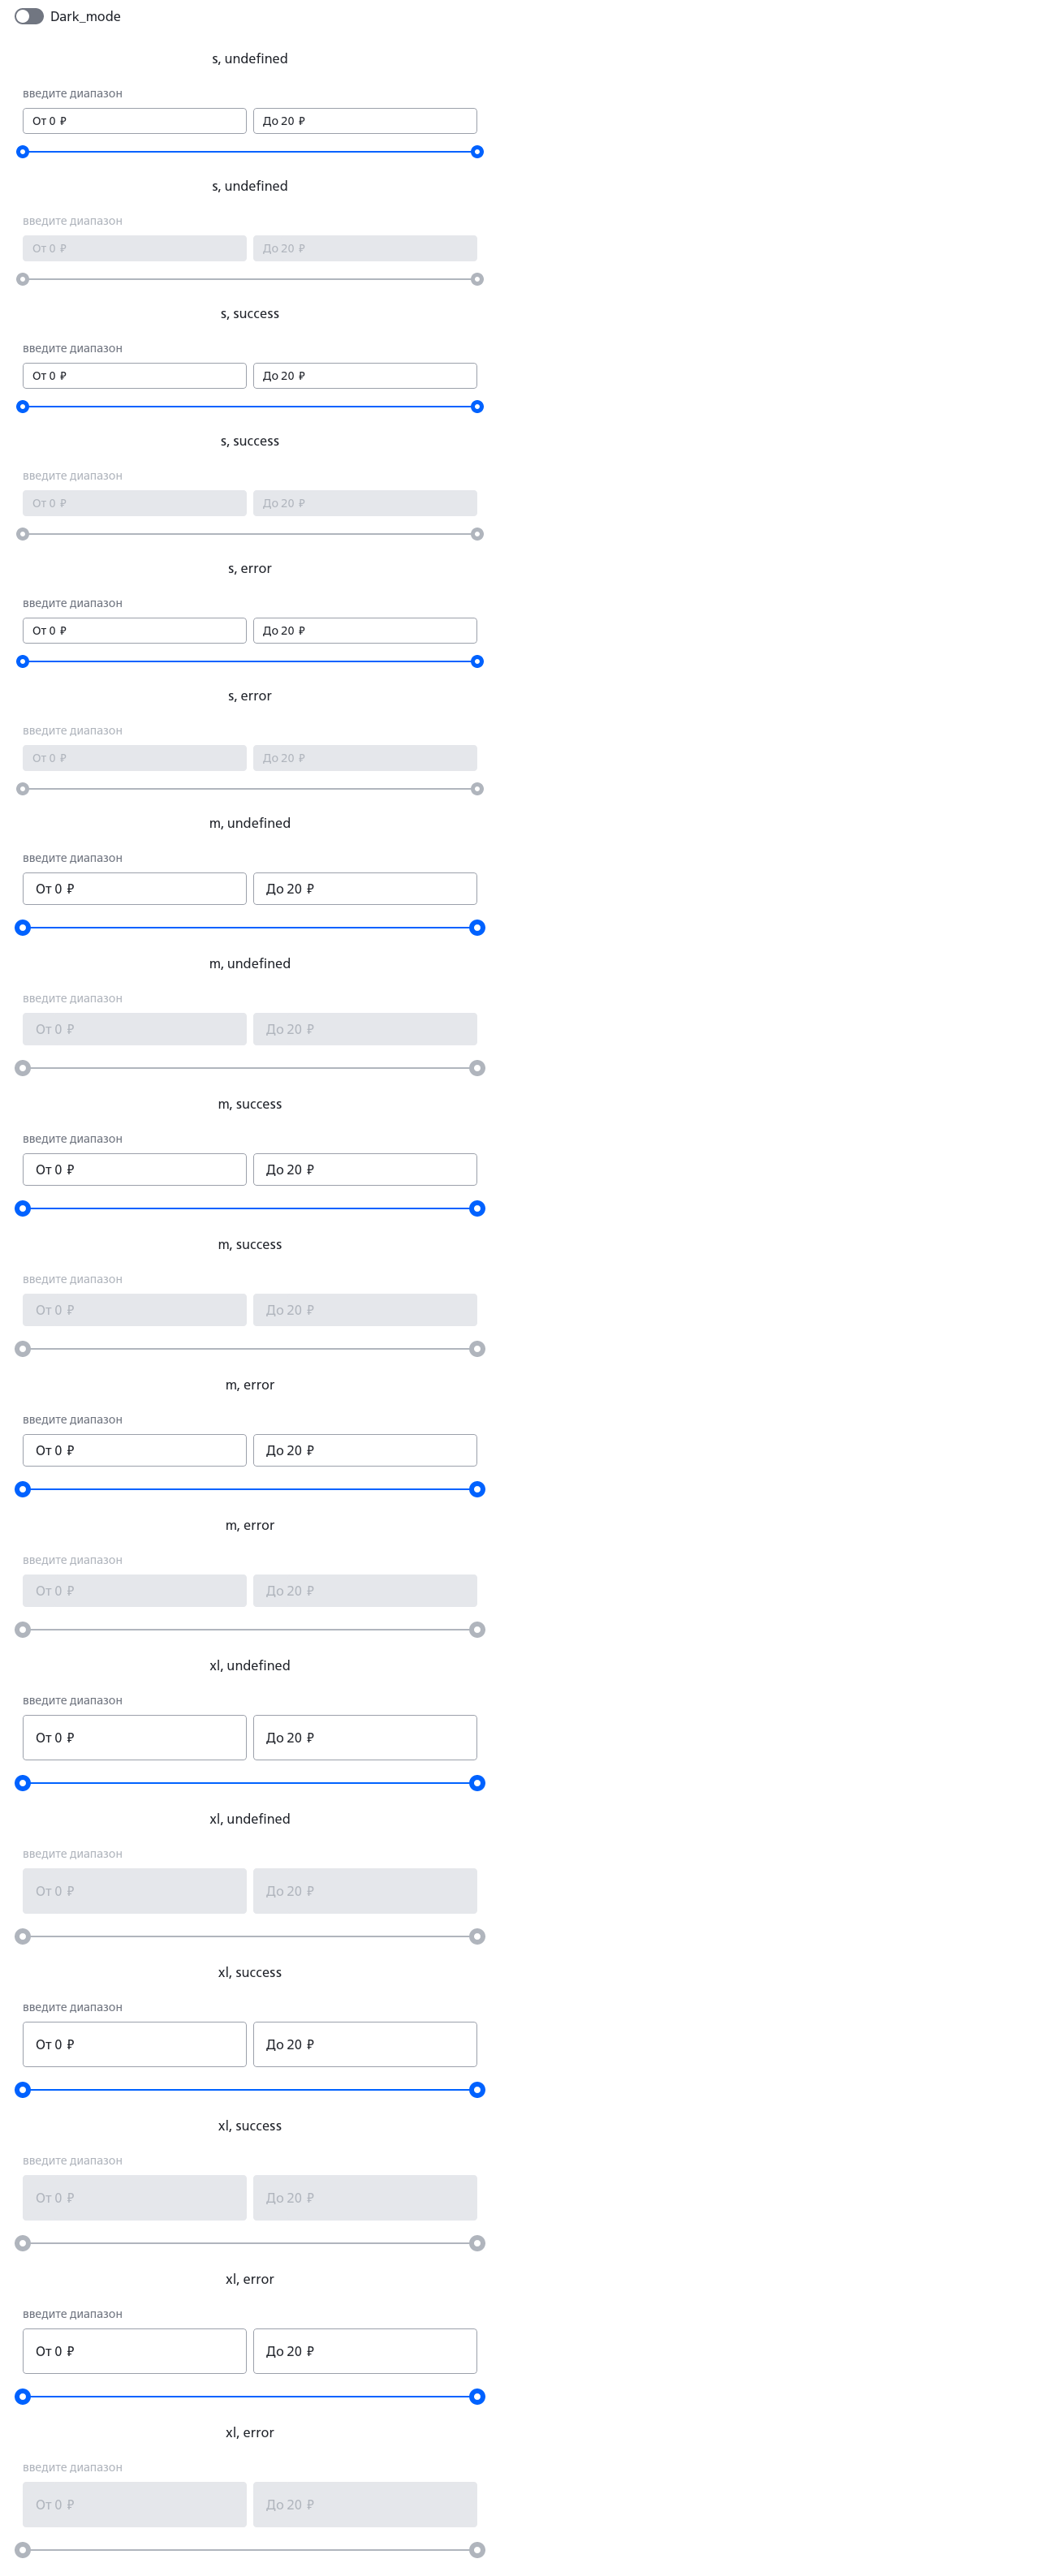 Dark_mode
s, undefined
введите диапазон
От 0 ₽ До 20 ₽
s, undefined
введите диапазон
От 0 ₽ До 20 ₽
s, success
введите диапазон
От 0 ₽ До 20 ₽
s, success
введите диапазон
От 0 ₽ До 20 ₽
s, error
введите диапазон
От 0 ₽ До 20 ₽
s, error
введите диапазон
От 0 ₽ До 20 ₽
m, undefined
введите диапазон
От 0 ₽ До 20 ₽
m, undefined
введите диапазон
От 0 ₽ До 20 ₽
m, success
введите диапазон
От 0 ₽ До 20 ₽
m, success
введите диапазон
От 0 ₽ До 20 ₽
m, error
введите диапазон
От 0 ₽ До 20 ₽
m, error
введите диапазон
От 0 ₽ До 20 ₽
xl, undefined
введите диапазон
От 0 ₽ До 20 ₽
xl, undefined
введите диапазон
От 0 ₽ До 20 ₽
xl, success
введите диапазон
От 0 ₽ До 20 ₽
xl, success
введите диапазон
От 0 ₽ До 20 ₽
xl, error
введите диапазон
От 0 ₽ До 20 ₽
xl, error
введите диапазон
От 0 ₽ До 20 ₽